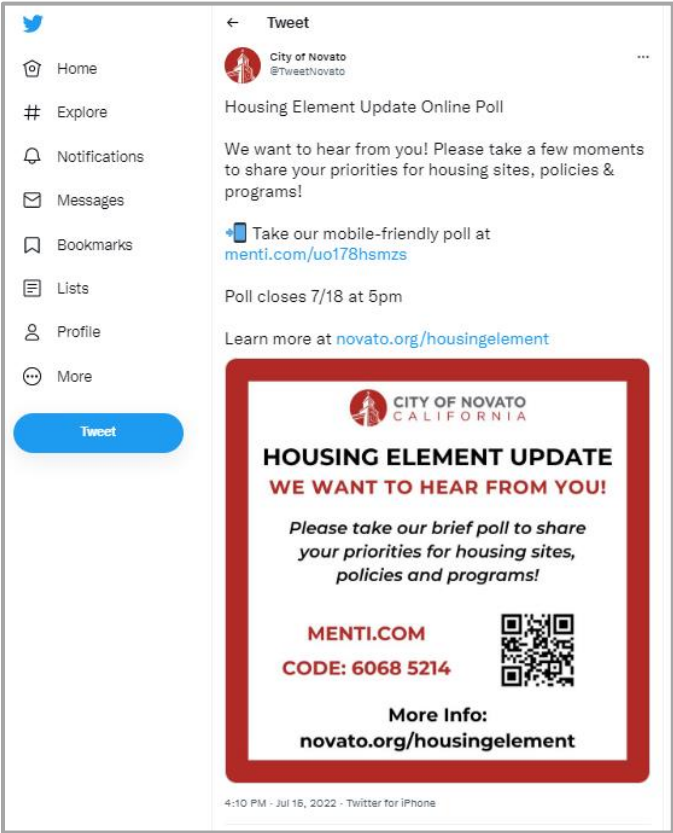 Tweet
Home
Explore
Notifications
Messages
Bookmarks
Lists
Profile
More
Tweet
City of Novato
@TweetNovato
Housing Element Update Online Poll
We want to hear from you! Please take a few moments
to share your priorities for housing sites, policies &
programs!
Take our mobile-friendly poll at
menti.com/uo178hsmzs
Poll closes 7/18 at 5pm
Learn more at novato.org/housingelement
CITY OF NOVATO
CALIFORNIA
HOUSING ELEMENT UPDATE
WE WANT TO HEAR FROM YOU!
Please take our brief poll to share
your priorities for housing sites,
policies and programs!
MENTI.COM
CODE: 6068 5214
More Info:
novato.org/housingelement
4:10 PM · Jul 15, 2022 · Twitter for iPhone